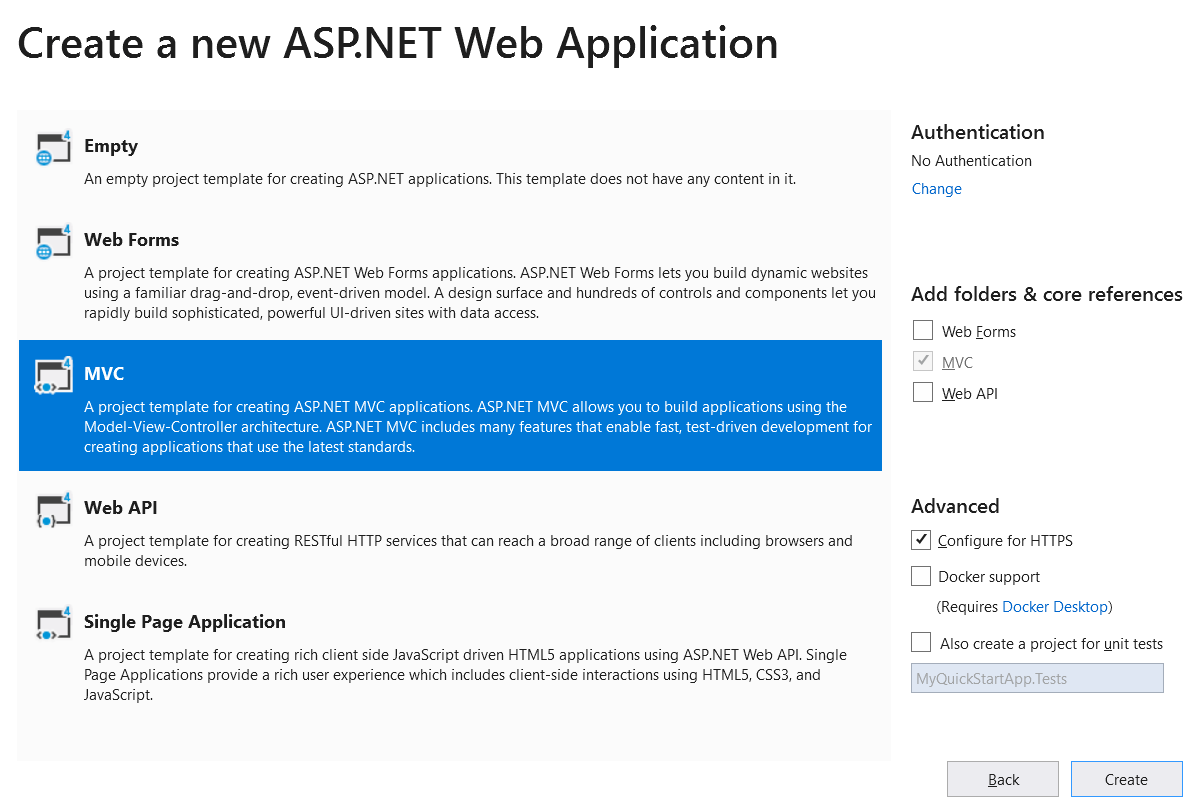 Create a new ASP.NET Web Application
Empty
An empty project template for creating ASP.NET applications. This template does not have any content in it.
Web Forms
A project template for creating ASP.NET Web Forms applications. ASP.NET Web Forms lets you build dynamic websites
using a familiar drag-and-drop, event-driven model. A design surface and hundreds of controls and components let you
rapidly build sophisticated, powerful UI-driven sites with data access.
MVC
A project template for creating ASP.NET MVC applications. ASP.NET MVC allows you to build applications using the
Model-View-Controller architecture. ASP.NET MVC includes many features that enable fast, test-driven development for
creating applications that use the latest standards.
Web API
A project template for creating RESTful HTTP services that can reach a broad range of clients including browsers and
mobile devices.
Single Page Application
A project template for creating rich client side JavaScript driven HTML5 applications using ASP.NET Web API. Single
Page Applications provide a rich user experience which includes client-side interactions using HTML5, CSS3, and
JavaScript.
Authentication
No Authentication
Change
Add folders & core references
Web Forms
MVC
Web API
Advanced
Configure for HTTPS
Docker support
(Requires Docker Desktop)
Also create a project for unit tests
MyQuickStartApp.Tests
Back
Create